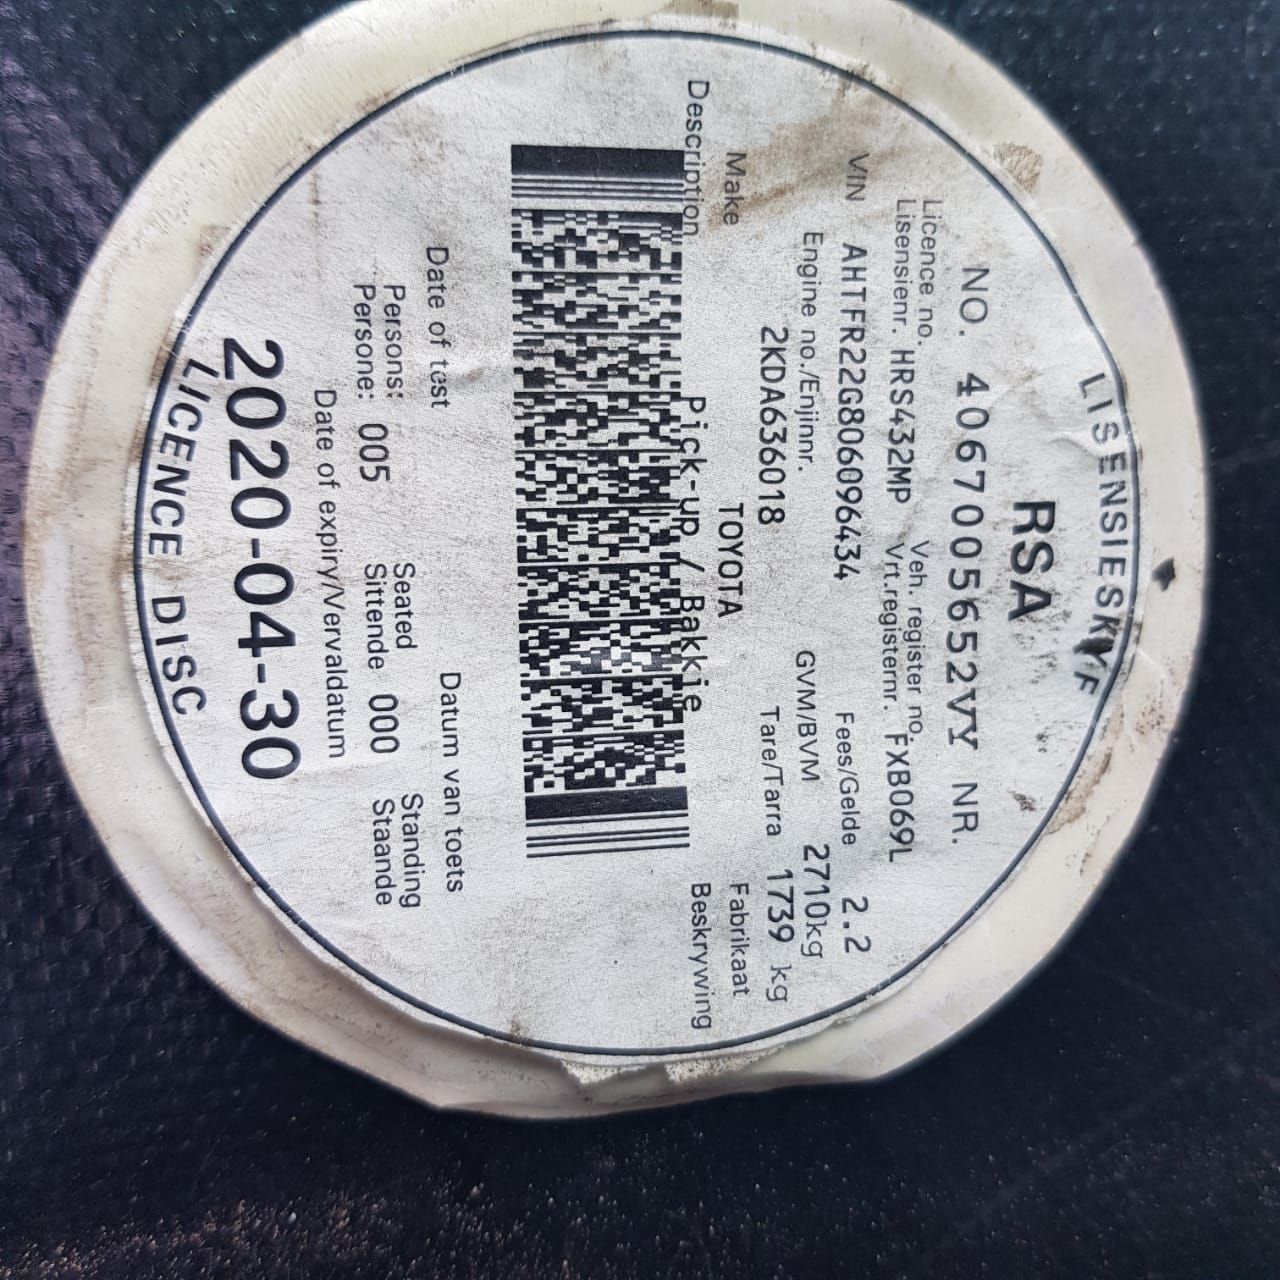 LISENSIESKYF
RSA
NO. 40670056652VY NR.
Licence no. Veh. register no.
Lisensienr. HRS432MP Vrt.registernr. FXB069L
VIN AHTFR22G806096434 Fees/Gelde 2.2
Engine no./Enjinnr. GVM/BVM 2710kg
2KDA636018 Tare/Tarra 1739 kg
Make TOYOTA Fabrikaat
Description Pick-up / Bakkie Beskrywing
Date of test Datum van toets
Persons: Seated Standing
Persone: 005 Sittende 000 Staande
Date of expiry/Vervaldatum
2020-04-30
LICENCE DISC